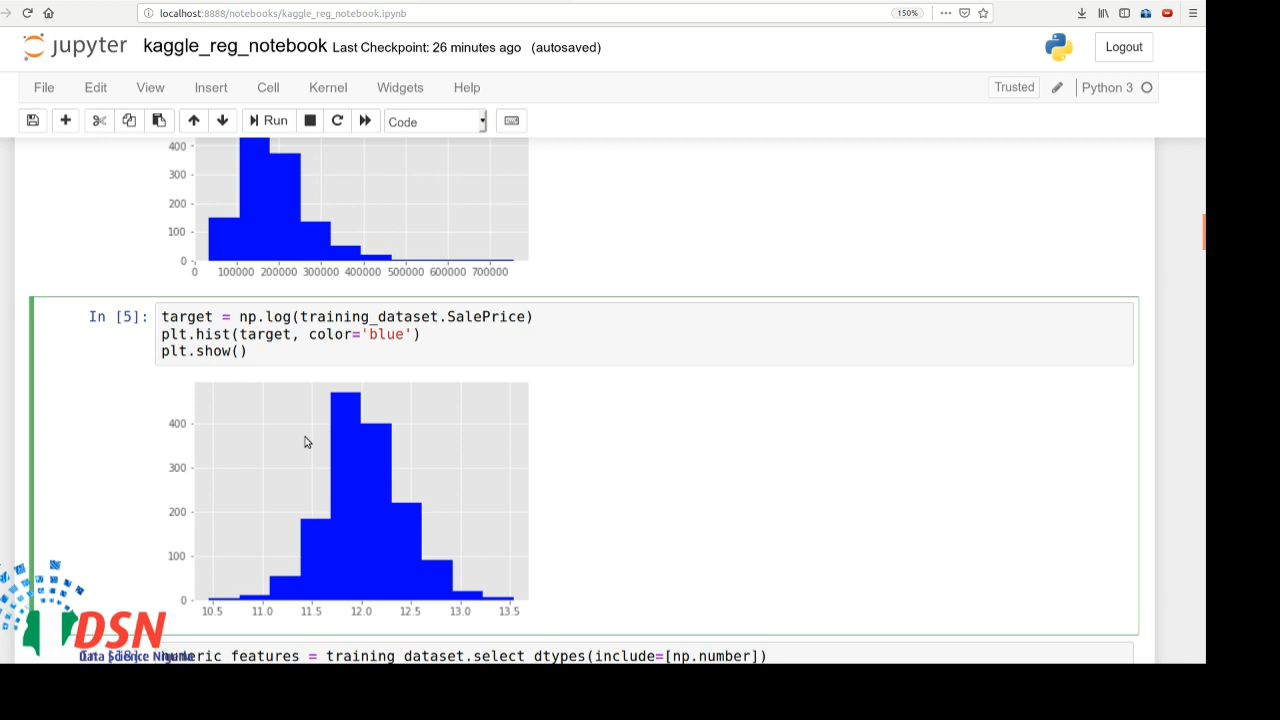 localhost:8888/notebooks/kaggle_reg_notebook.ipynb 150%
jupyter kaggle_reg_notebook Last Checkpoint: 26 minutes ago (autosaved) Logout
File Edit View Insert Cell Kernel Widgets Help Trusted Python 3
Run Code
400
300
200
100
0
0 100000 200000 300000 400000 500000 600000 700000
In [5]: target = np.log(training_dataset.SalePrice)
plt.hist(target, color='blue')
plt.show()
400
300
200
100
0
10.5 11.0 11.5 12.0 12.5 13.0 13.5
DSN
Data Science Nigeria
features = training_dataset.select_dtypes(include=[np.number])